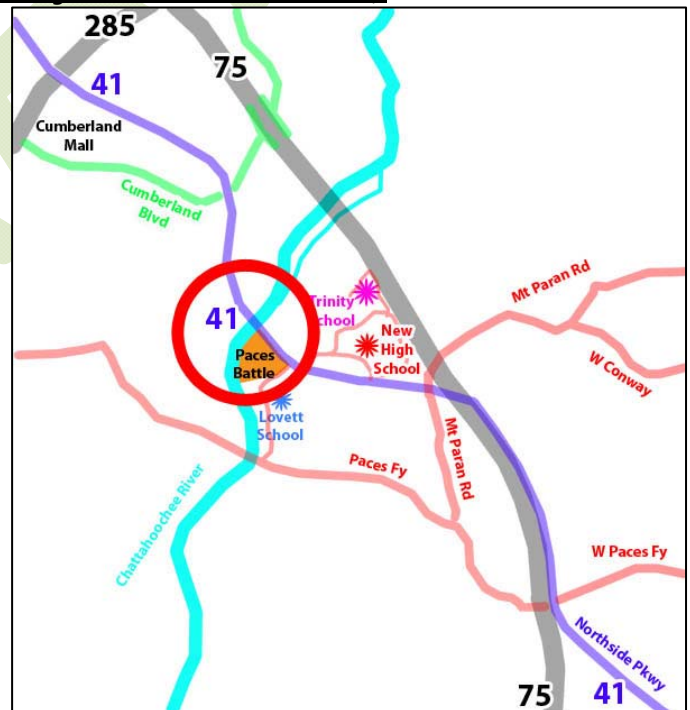 285
75
41
Cumberland
Mall
Cumberland
Blvd
Mt Paran Rd
41
Trinity
School
New
High
School
Paces
Battle
W Conway
Lovett
School
Mt Paran Rd
Paces Fy
Chattahoochee River
W Paces Fy
Northside Pkwy
75
41